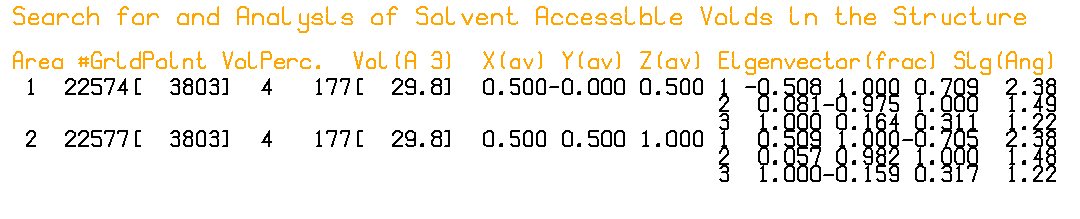 Search for and Analysis of Solvent Accessible Voids in the Structure
Area #GridPoint VolPerc. Vol(A 3) X(av) Y(av) Z(av) Eigenvector(frac) Sig(Ang)
1 22574[ 3803] 4 177[ 29.8] 0.500-0.000 0.500 1 -0.508 1.000 0.709 2.38
2 0.081-0.975 1.000 1.49
3 1.000 0.164 0.311 1.22
2 22577[ 3803] 4 177[ 29.8] 0.500 0.500 1.000 1 0.509 1.000-0.705 2.38
2 0.057 0.982 1.000 1.48
3 1.000-0.159 0.317 1.22